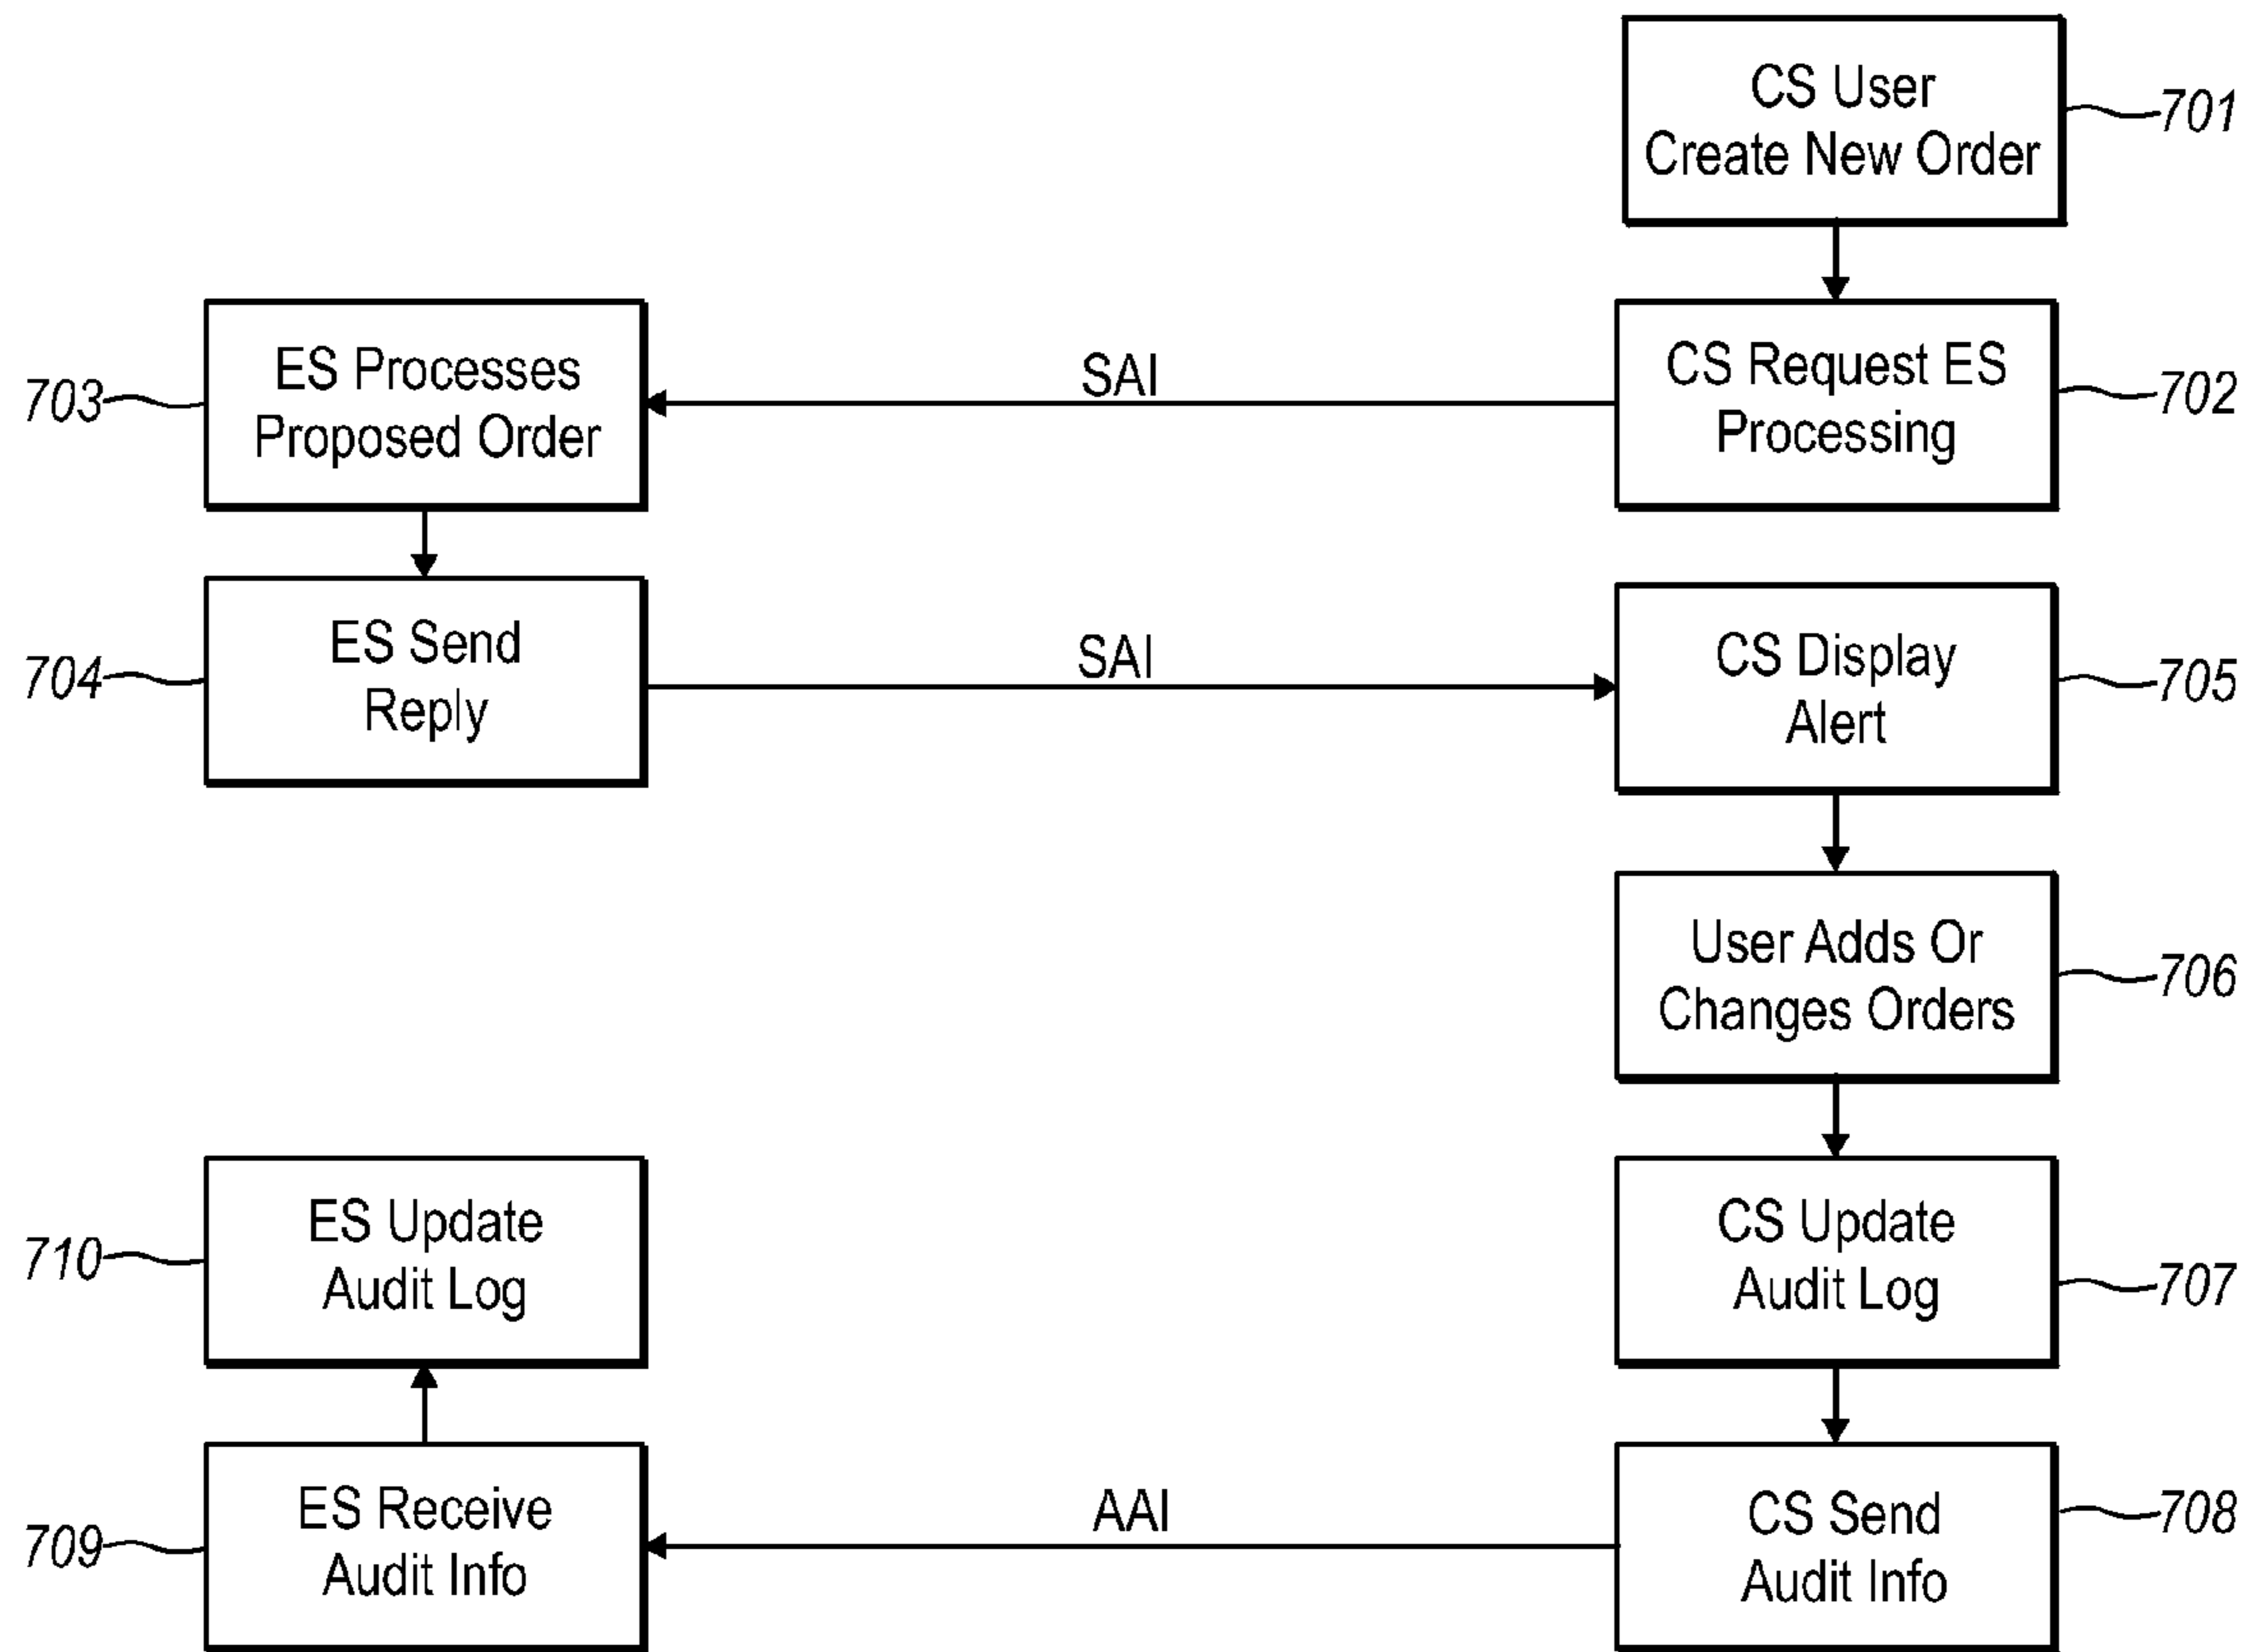 CS User
Create New Order
701
ES Processes
Proposed Order
703
SAI
CS Request ES
Processing
702
ES Send
Reply
704
SAI
CS Display
Alert
705
User Adds Or
Changes Orders
706
ES Update
Audit Log
710
CS Update
Audit Log
707
ES Receive
Audit Info
709
AAI
CS Send
Audit Info
708